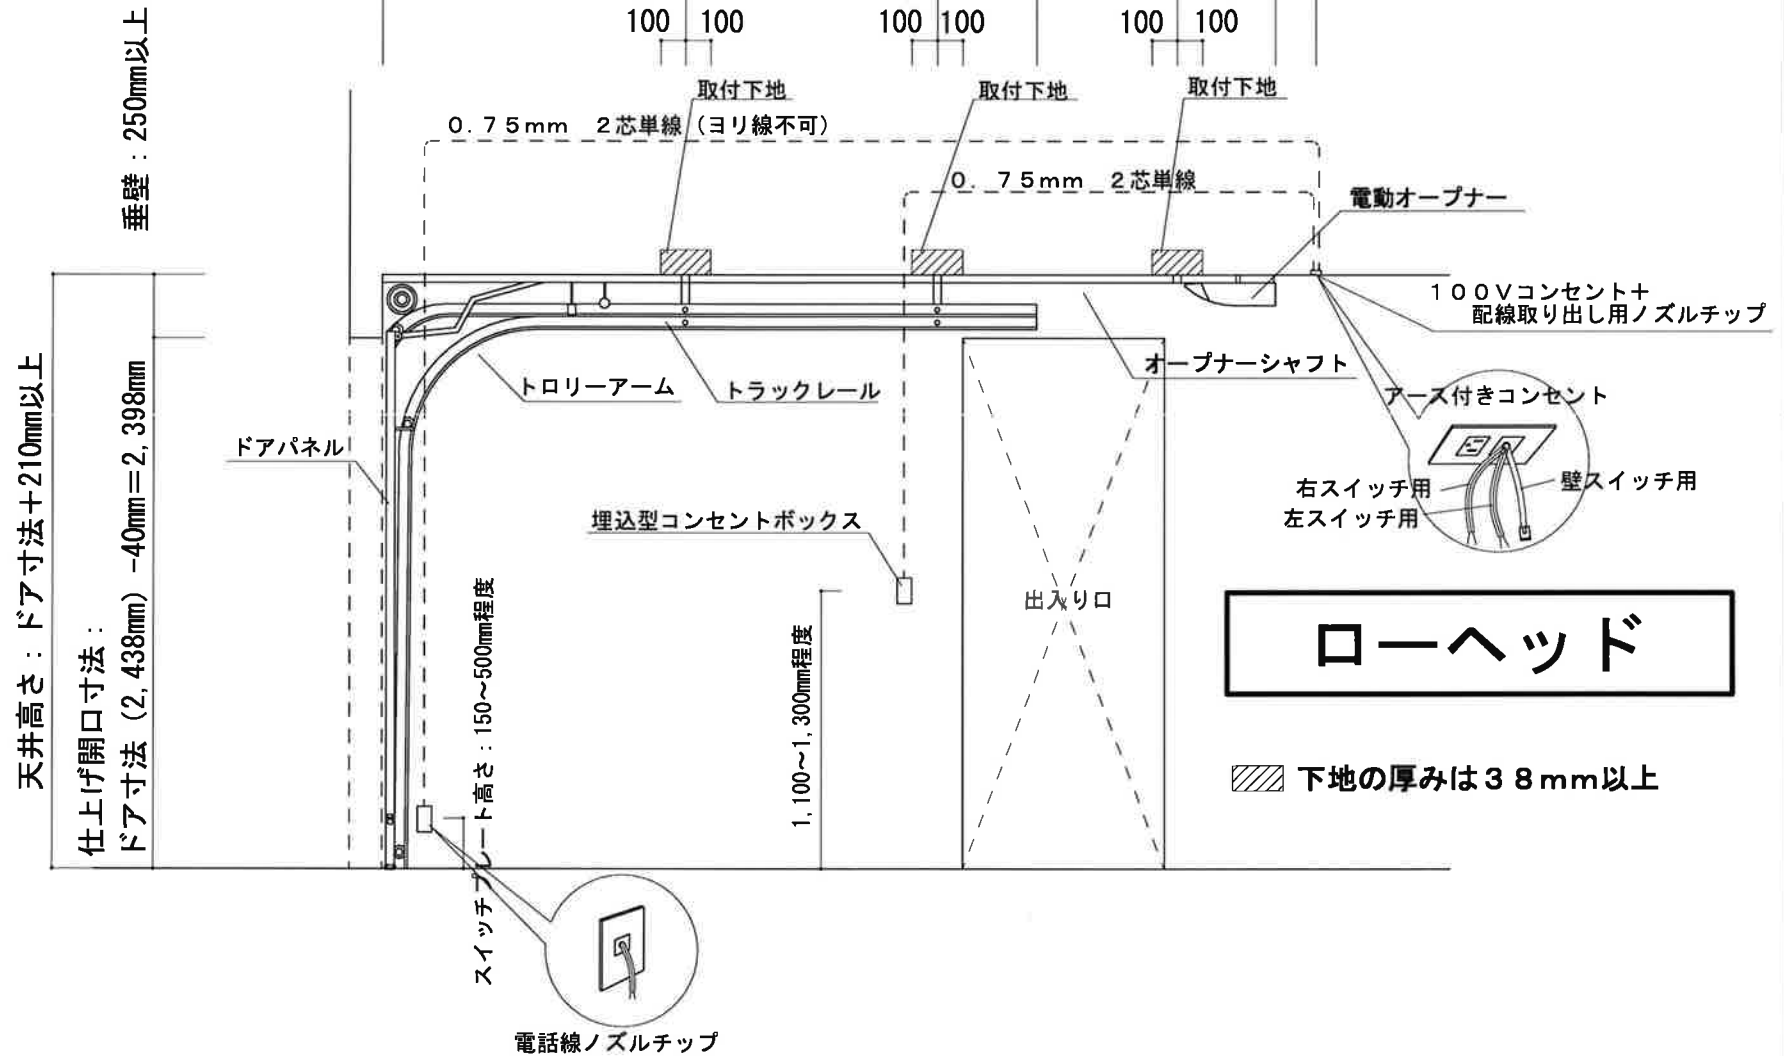 100 100
100 100
100 100
垂壁：250mm以上
取付下地
取付下地
取付下地
0.75mm 2芯単線（ヨリ線不可）
0.75mm 2芯単線
電動オープナー
100Vコンセント＋
配線取り出し用ノズルチップ
オープナーシャフト
トロリーアーム
トラックレール
アース付きコンセント
ドアパネル
右スイッチ用
壁スイッチ用
左スイッチ用
埋込型コンセントボックス
天井高さ：ドア寸法＋210mm以上
仕上げ開口寸法：
ドア寸法（2,438mm）-40mm＝2,398mm
スイッチプレート高さ：150～500mm程度
1,100～1,300mm程度
出入り口
ローヘッド
下地の厚みは38mm以上
電話線ノズルチップ